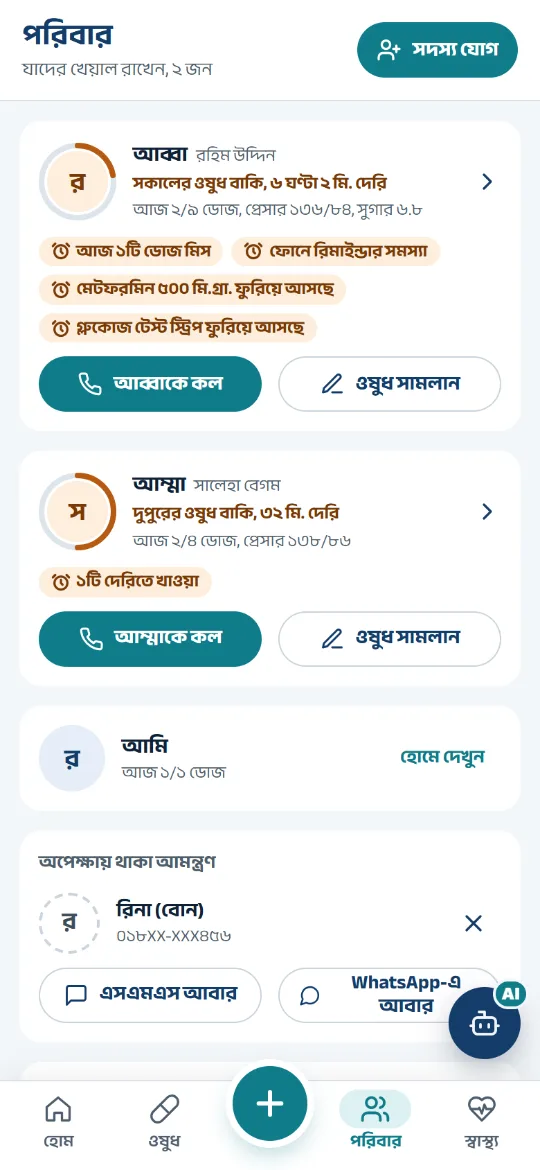 পরিবার
যাদের খেয়াল রাখেন, ২ জন
সদস্য যোগ
র
আব্বা রহিম উদ্দিন
সকালের ওষুধ বাকি, ৬ ঘণ্টা ২ মি. দেরি
আজ ২/৯ ডোজ, প্রেসার ১৩৬/৮৪, সুগার ৬.৮
আজ ১টি ডোজ মিস
ফোনে রিমাইন্ডার সমস্যা
মেটফরমিন ৫০০ মি.গ্রা. ফুরিয়ে আসছে
গ্লুকোজ টেস্ট স্ট্রিপ ফুরিয়ে আসছে
আব্বাকে কল
ওষুধ সামলান
স
আম্মা সালেহা বেগম
দুপুরের ওষুধ বাকি, ৩২ মি. দেরি
আজ ২/৪ ডোজ, প্রেসার ১৩৮/৮৬
১টি দেরিতে খাওয়া
আম্মাকে কল
ওষুধ সামলান
র
আমি
আজ ১/১ ডোজ
হোমে দেখুন
অপেক্ষায় থাকা আমন্ত্রণ
র
রিনা (বোন)
০১৮XX-XXX৪৫৬
এসএমএস আবার
WhatsApp-এ
আবার
AI
হোম
ওষুধ
পরিবার
স্বাস্থ্য